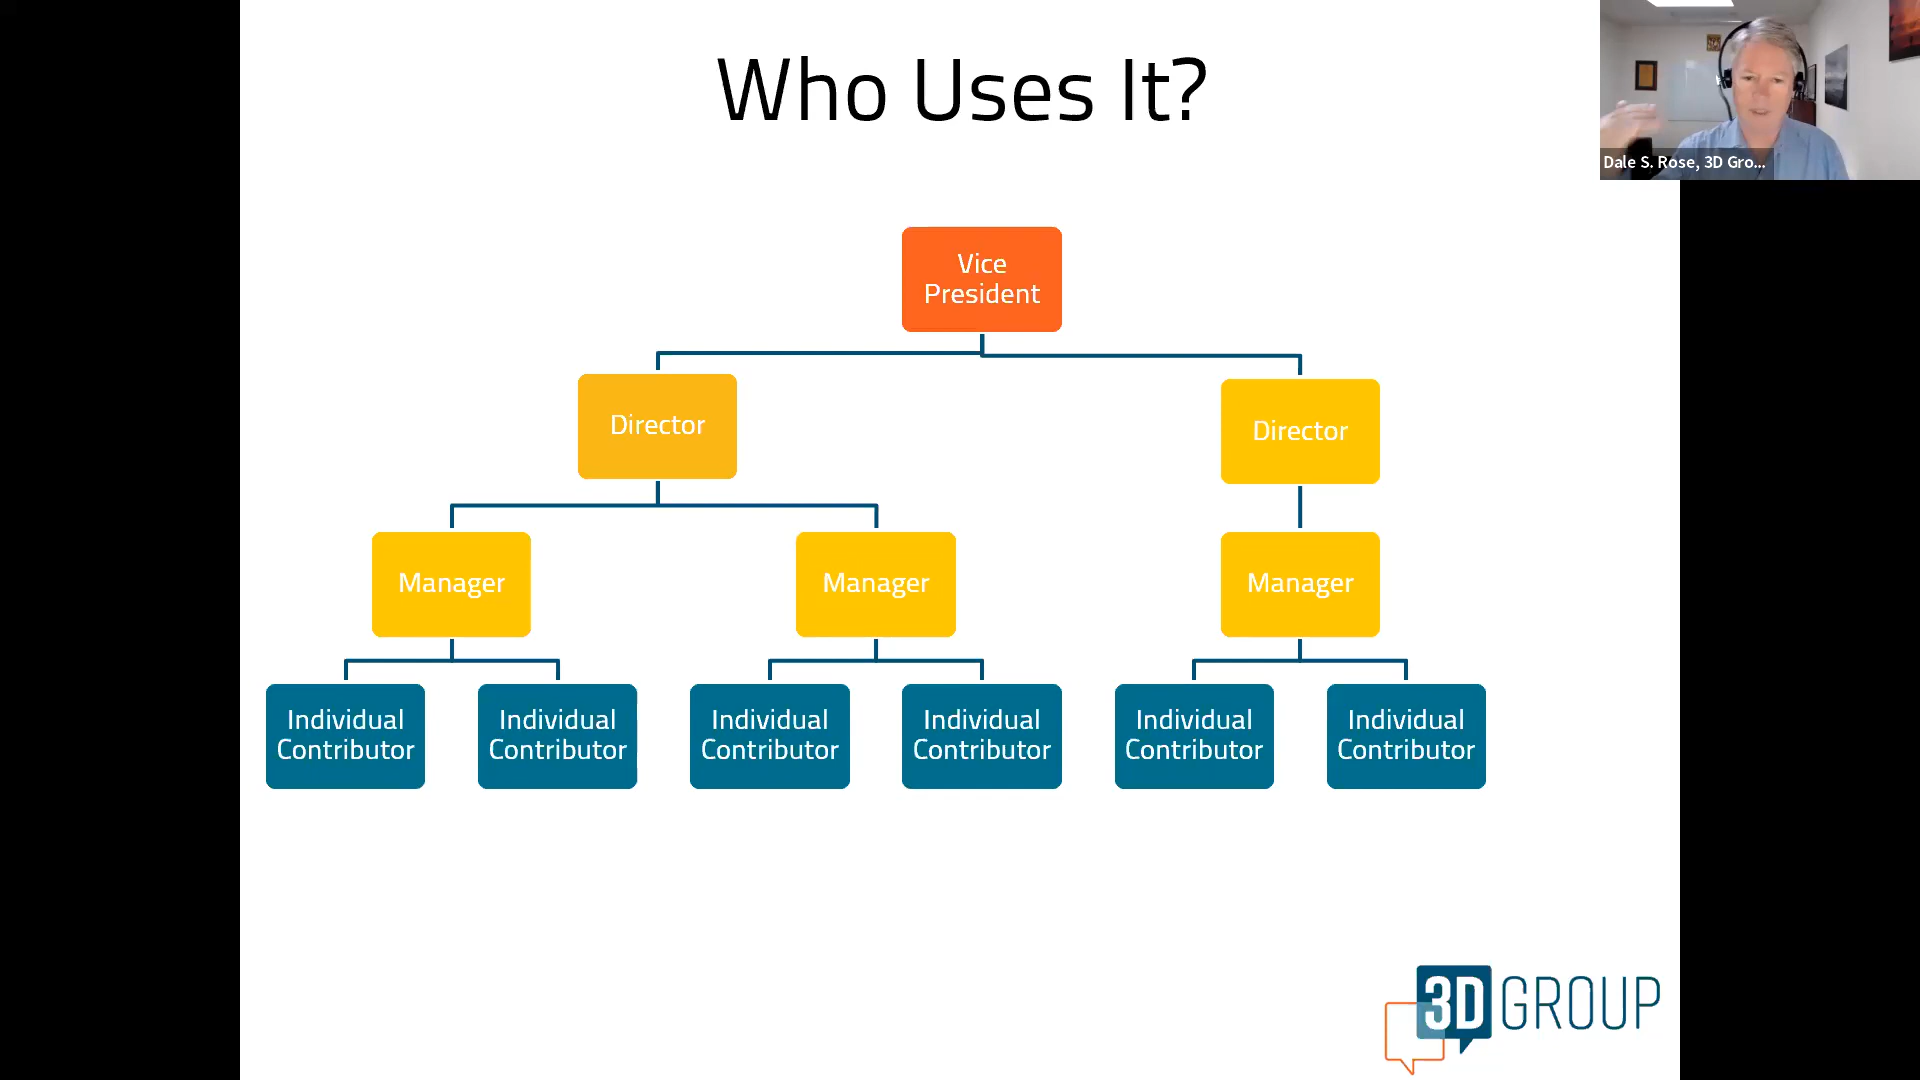 Who Uses It?
Dale S. Rose, 3D Gro...
Vice
President
Director
Director
Manager
Manager
Manager
Individual
Contributor
Individual
Contributor
Individual
Contributor
Individual
Contributor
Individual
Contributor
Individual
Contributor
3D GROUP